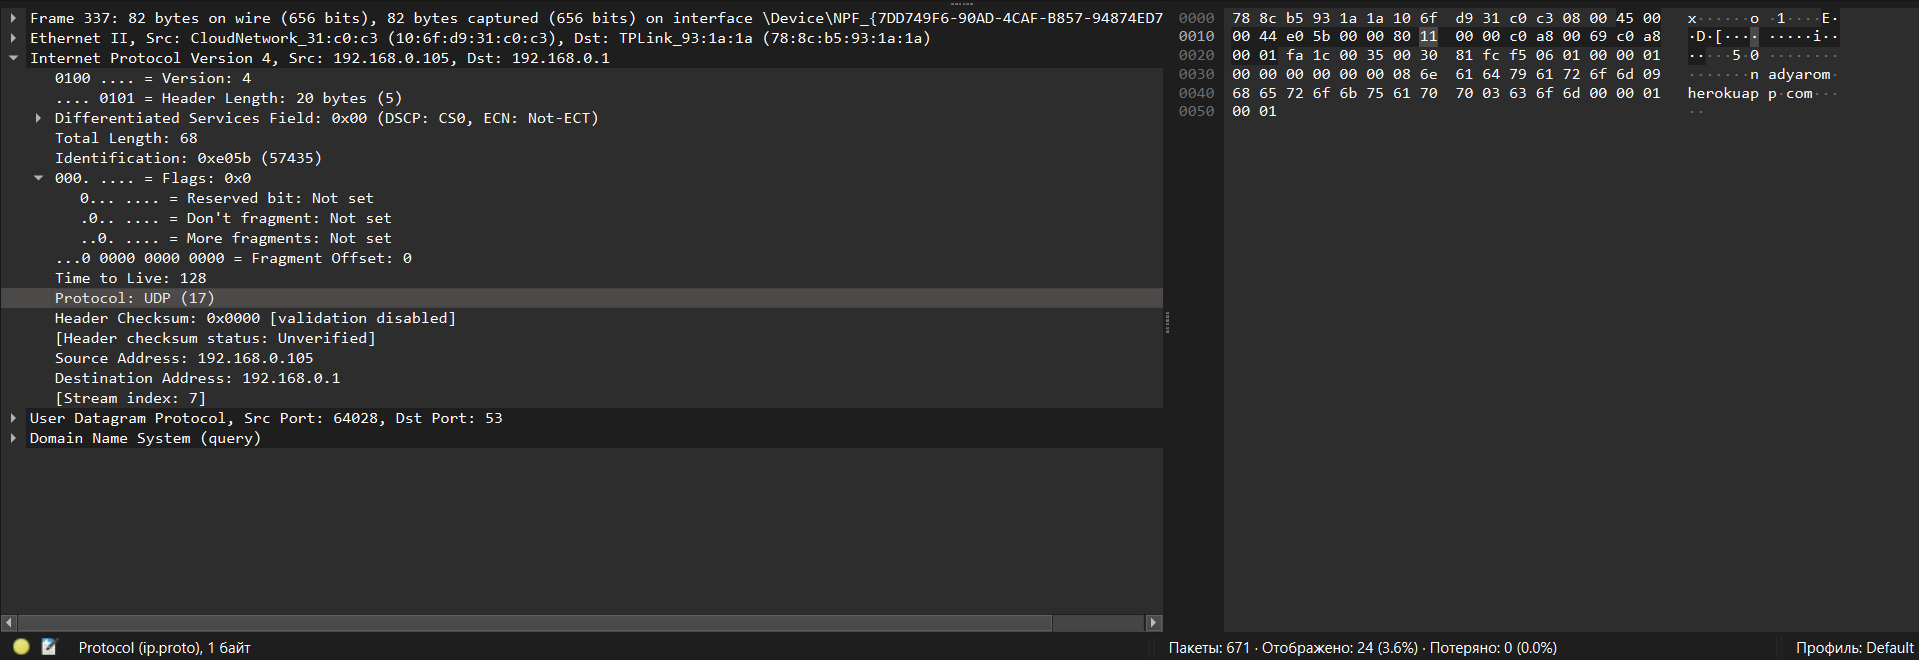 Frame 337: 82 bytes on wire (656 bits), 82 bytes captured (656 bits) on interface \Device\NPF_{7DD749F6-90AD-4CAF-B857-94874ED7
Ethernet II, Src: CloudNetwork_31:c0:c3 (10:6f:d9:31:c0:c3), Dst: TPLink_93:1a:1a (78:8c:b5:93:1a:1a)
Internet Protocol Version 4, Src: 192.168.0.105, Dst: 192.168.0.1
0100 .... = Version: 4
.... 0101 = Header Length: 20 bytes (5)
Differentiated Services Field: 0x00 (DSCP: CS0, ECN: Not-ECT)
Total Length: 68
Identification: 0xe05b (57435)
000. .... = Flags: 0x0
0... .... = Reserved bit: Not set
.0.. .... = Don't fragment: Not set
..0. .... = More fragments: Not set
...0 0000 0000 0000 = Fragment Offset: 0
Time to Live: 128
Protocol: UDP (17)
Header Checksum: 0x0000 [validation disabled]
[Header checksum status: Unverified]
Source Address: 192.168.0.105
Destination Address: 192.168.0.1
[Stream index: 7]
User Datagram Protocol, Src Port: 64028, Dst Port: 53
Domain Name System (query)
0000 78 8c b5 93 1a 1a 10 6f d9 31 c0 c3 08 00 45 00 x······o ·1····E·
0010 00 44 e0 5b 00 00 80 11 00 00 c0 a8 00 69 c0 a8 ·D·[···· ·····i··
0020 00 01 fa 1c 00 35 00 30 81 fc f5 06 01 00 00 01 ·····5·0 ········
0030 00 00 00 00 00 00 08 6e 61 64 79 61 72 6f 6d 09 ·······n adyarom·
0040 68 65 72 6f 6b 75 61 70 70 03 63 6f 6d 00 00 01 herokuap p·com···
0050 00 01 ··
Protocol (ip.proto), 1 байт
Пакеты: 671 · Отображено: 24 (3.6%) · Потеряно: 0 (0.0%)
Профиль: Default